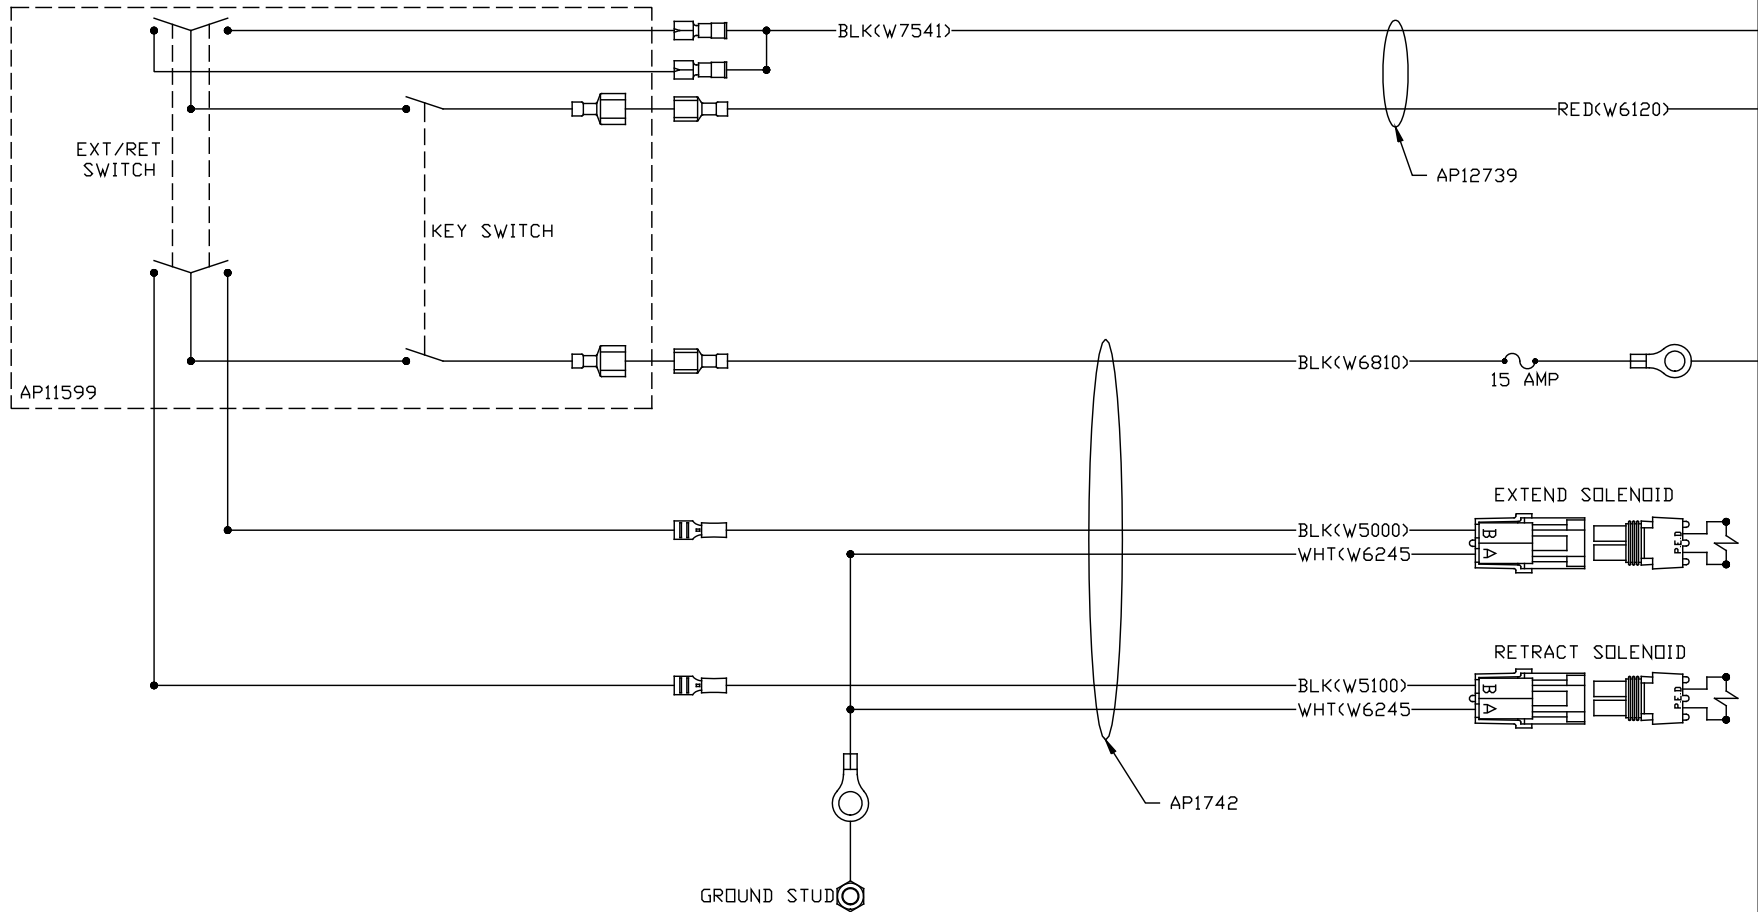 BLK(W7541)
RED(W6120)
EXT/RET
SWITCH
AP12739
KEY SWITCH
BLK(W6810)
15 AMP
AP11599
EXTEND SOLENOID
BLK(W5000)
WHT(W6245
B
A
P.E.D
RETRACT SOLENOID
BLK(W5100)
WHT(W6245
B
A
P.E.D
AP1742
GROUND STUD